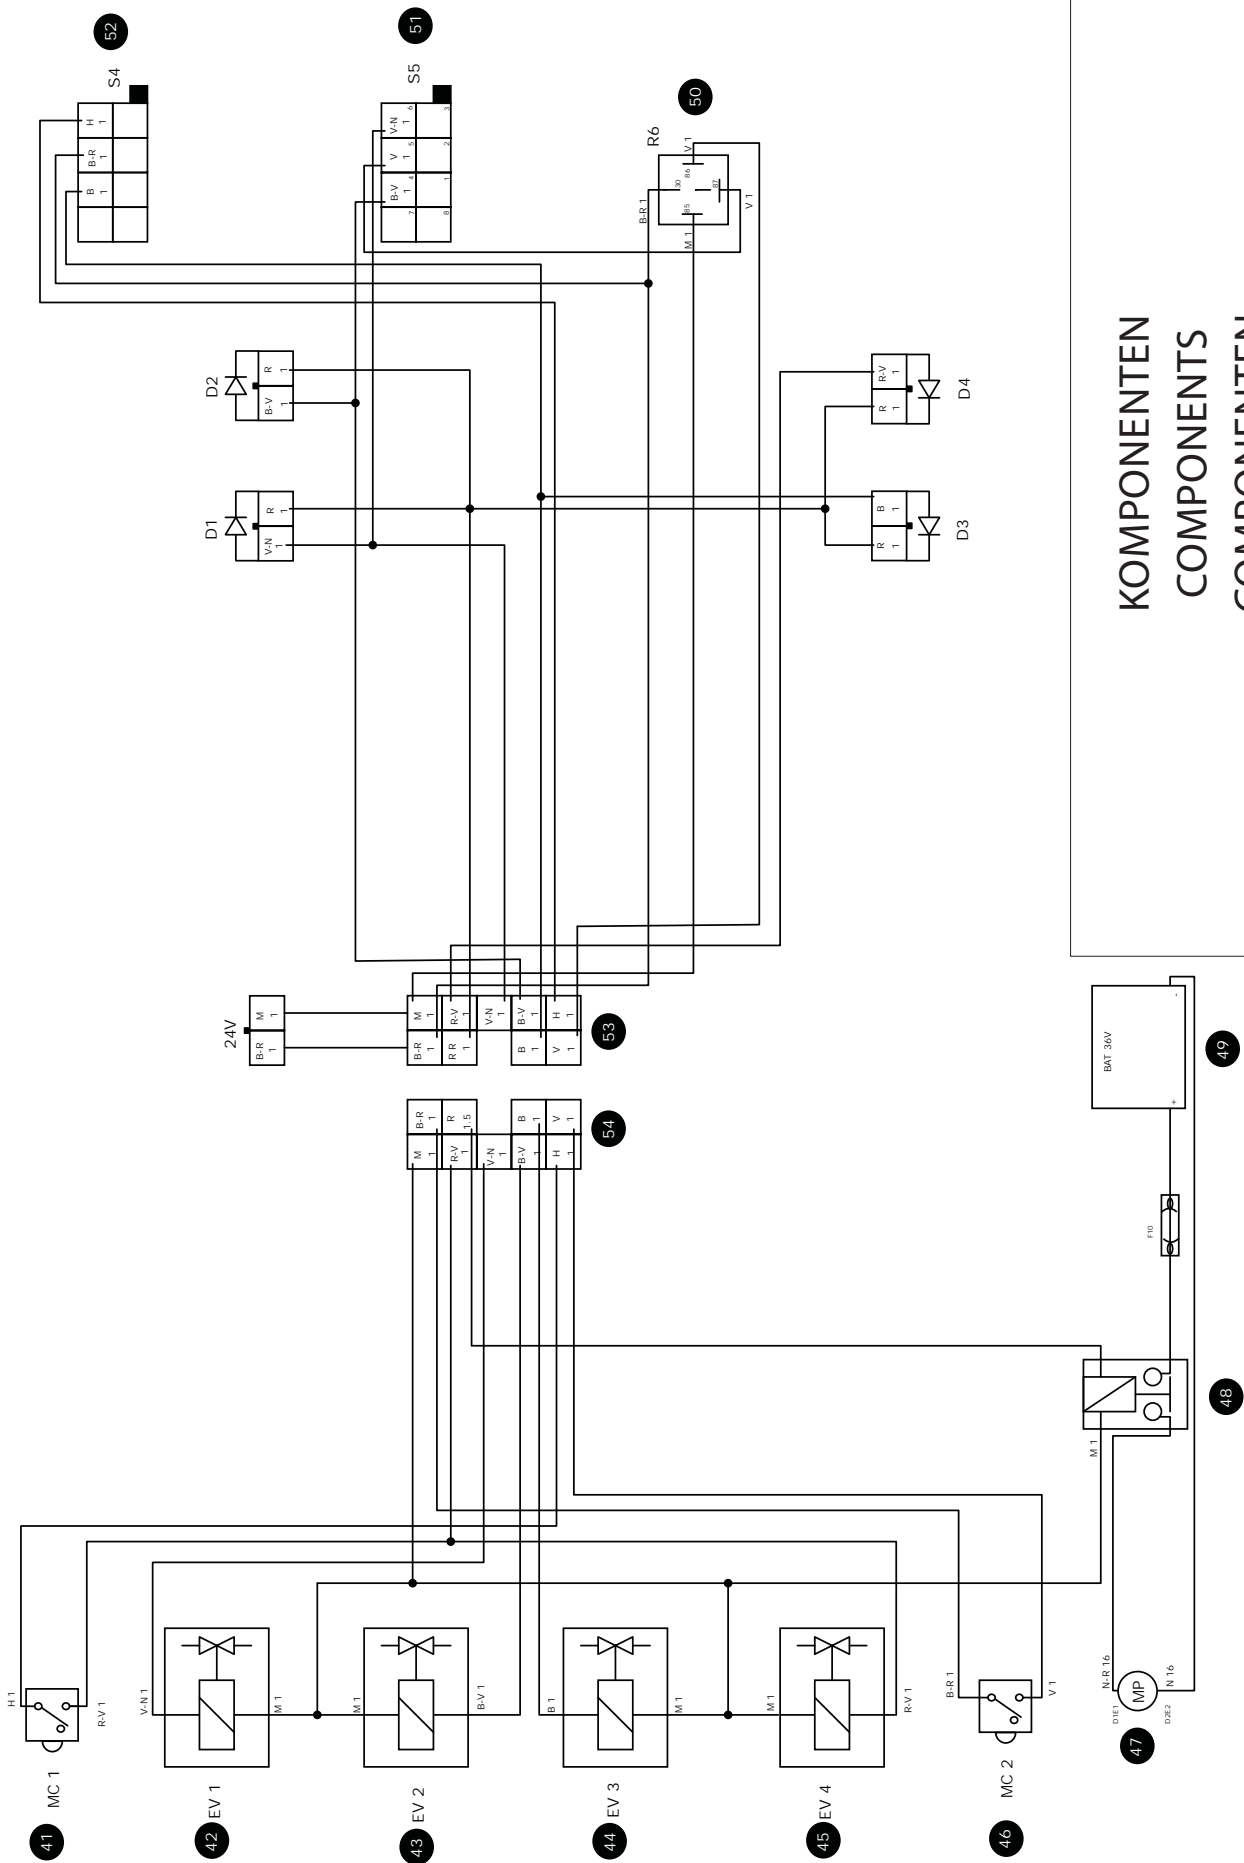 52
S4
H 1
B-R 1
B 1
51
S5
V-N 1
V 1
B-V 1
6
5
4
7
3
2
1
8
50
R6
V 1
86
30
87
85
B-R 1
M 1
V 1
D2
R 1
B-V 1
D1
R 1
V-N 1
R-V 1
R 1
D4
B 1
R 1
D3
KOMPONENTEN
COMPONENTS
24V
M 1
B-R 1
M 1
R-V 1
V-N 1
B-V 1
H 1
B-R 1
R R 1
B 1
V 1
53
B-R 1
R 1.5
B 1
V 1
M 1
R-V 1
V-N 1
B-V 1
H 1
54
BAT 36V
-
+
49
F10
48
M 1
H 1
R-V 1
MC 1
41
V-N 1
M 1
EV 1
42
M 1
B-V 1
EV 2
43
B 1
M 1
EV 3
44
M 1
R-V 1
EV 4
45
B-R 1
V 1
MC 2
46
N-R 16
N 16
MP
D1E1
D2E2
47